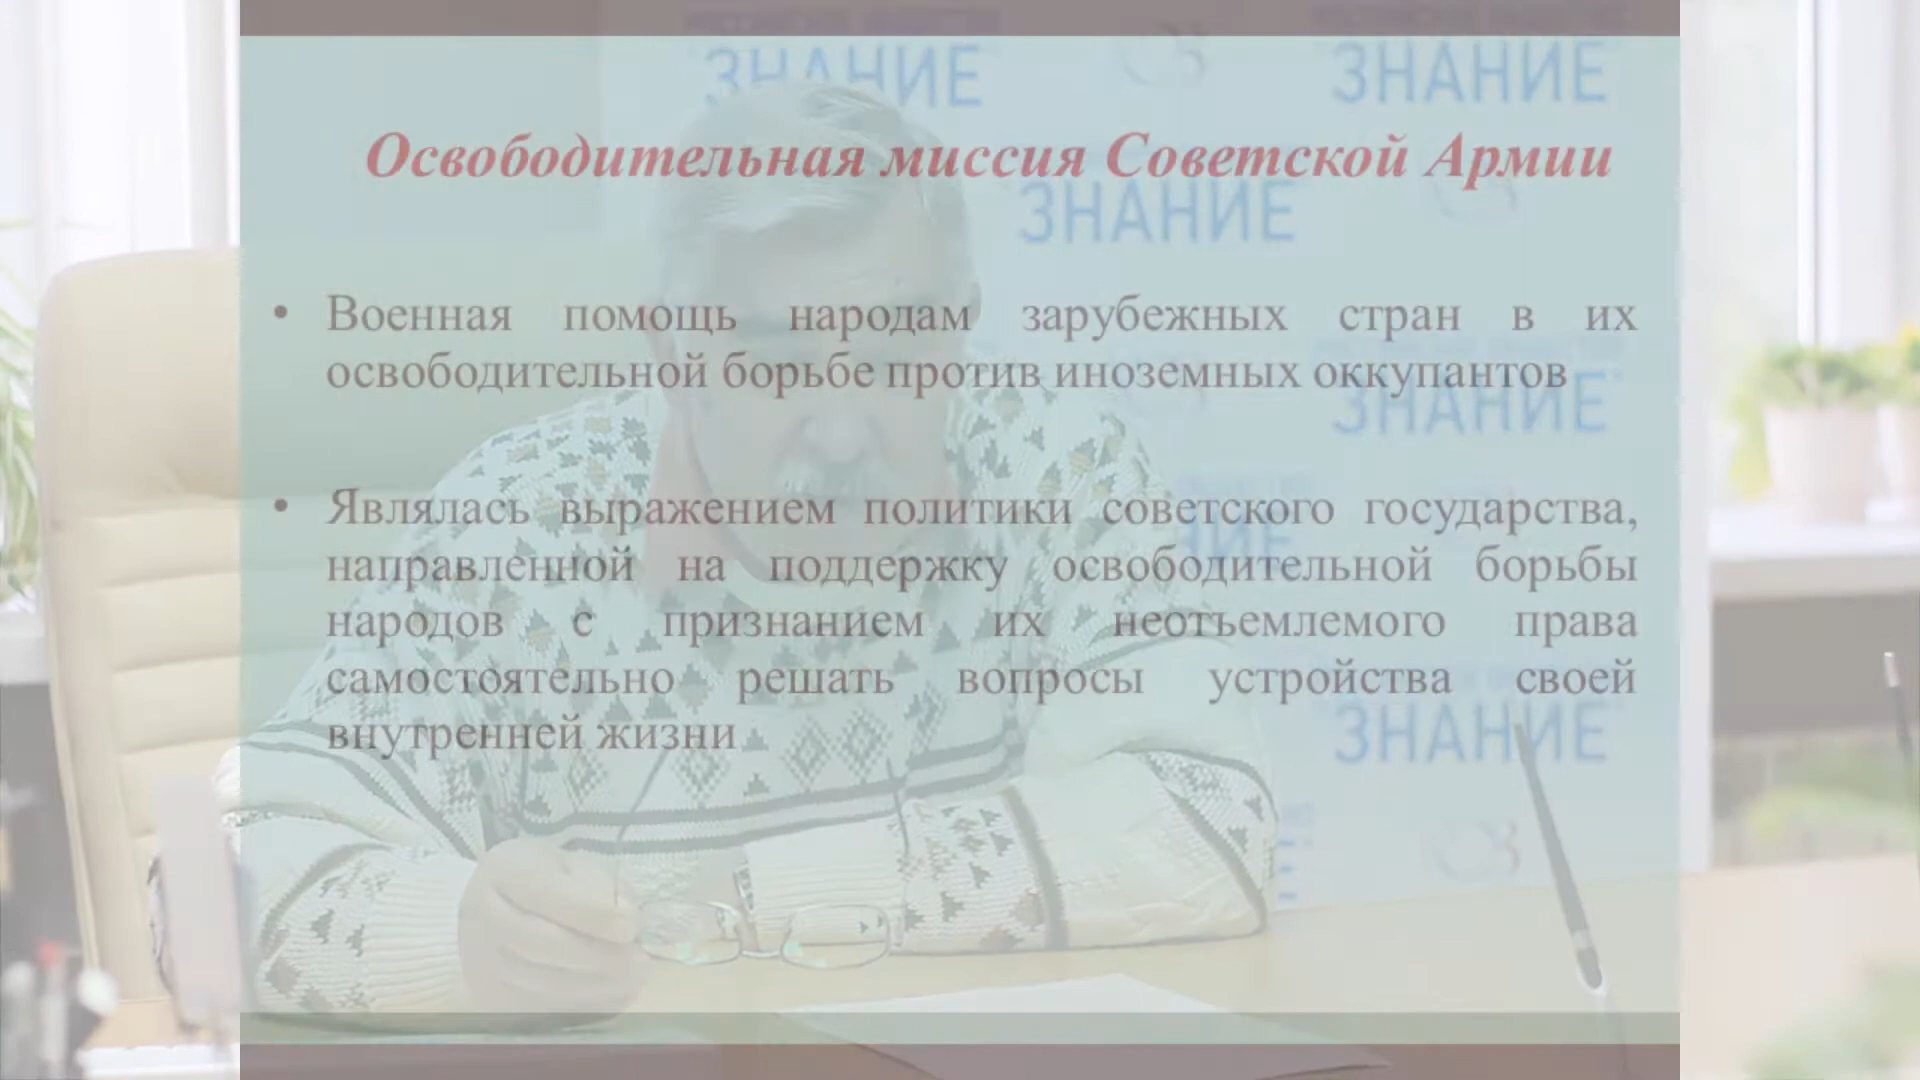 ЗНАНИЕ
ЗНАНИЕ
Освободительная миссия Советской Армии
ЗНАНИЕ
• Военная помощь народам зарубежных стран в их
освободительной борьбе против иноземных оккупантов
ЗНАНИЕ
• Являлась выражением политики советского государства,
направленной на поддержку освободительной борьбы
народов с признанием их неотъемлемого права
самостоятельно решать вопросы устройства своей
внутренней жизни
ЗНАНИЕ